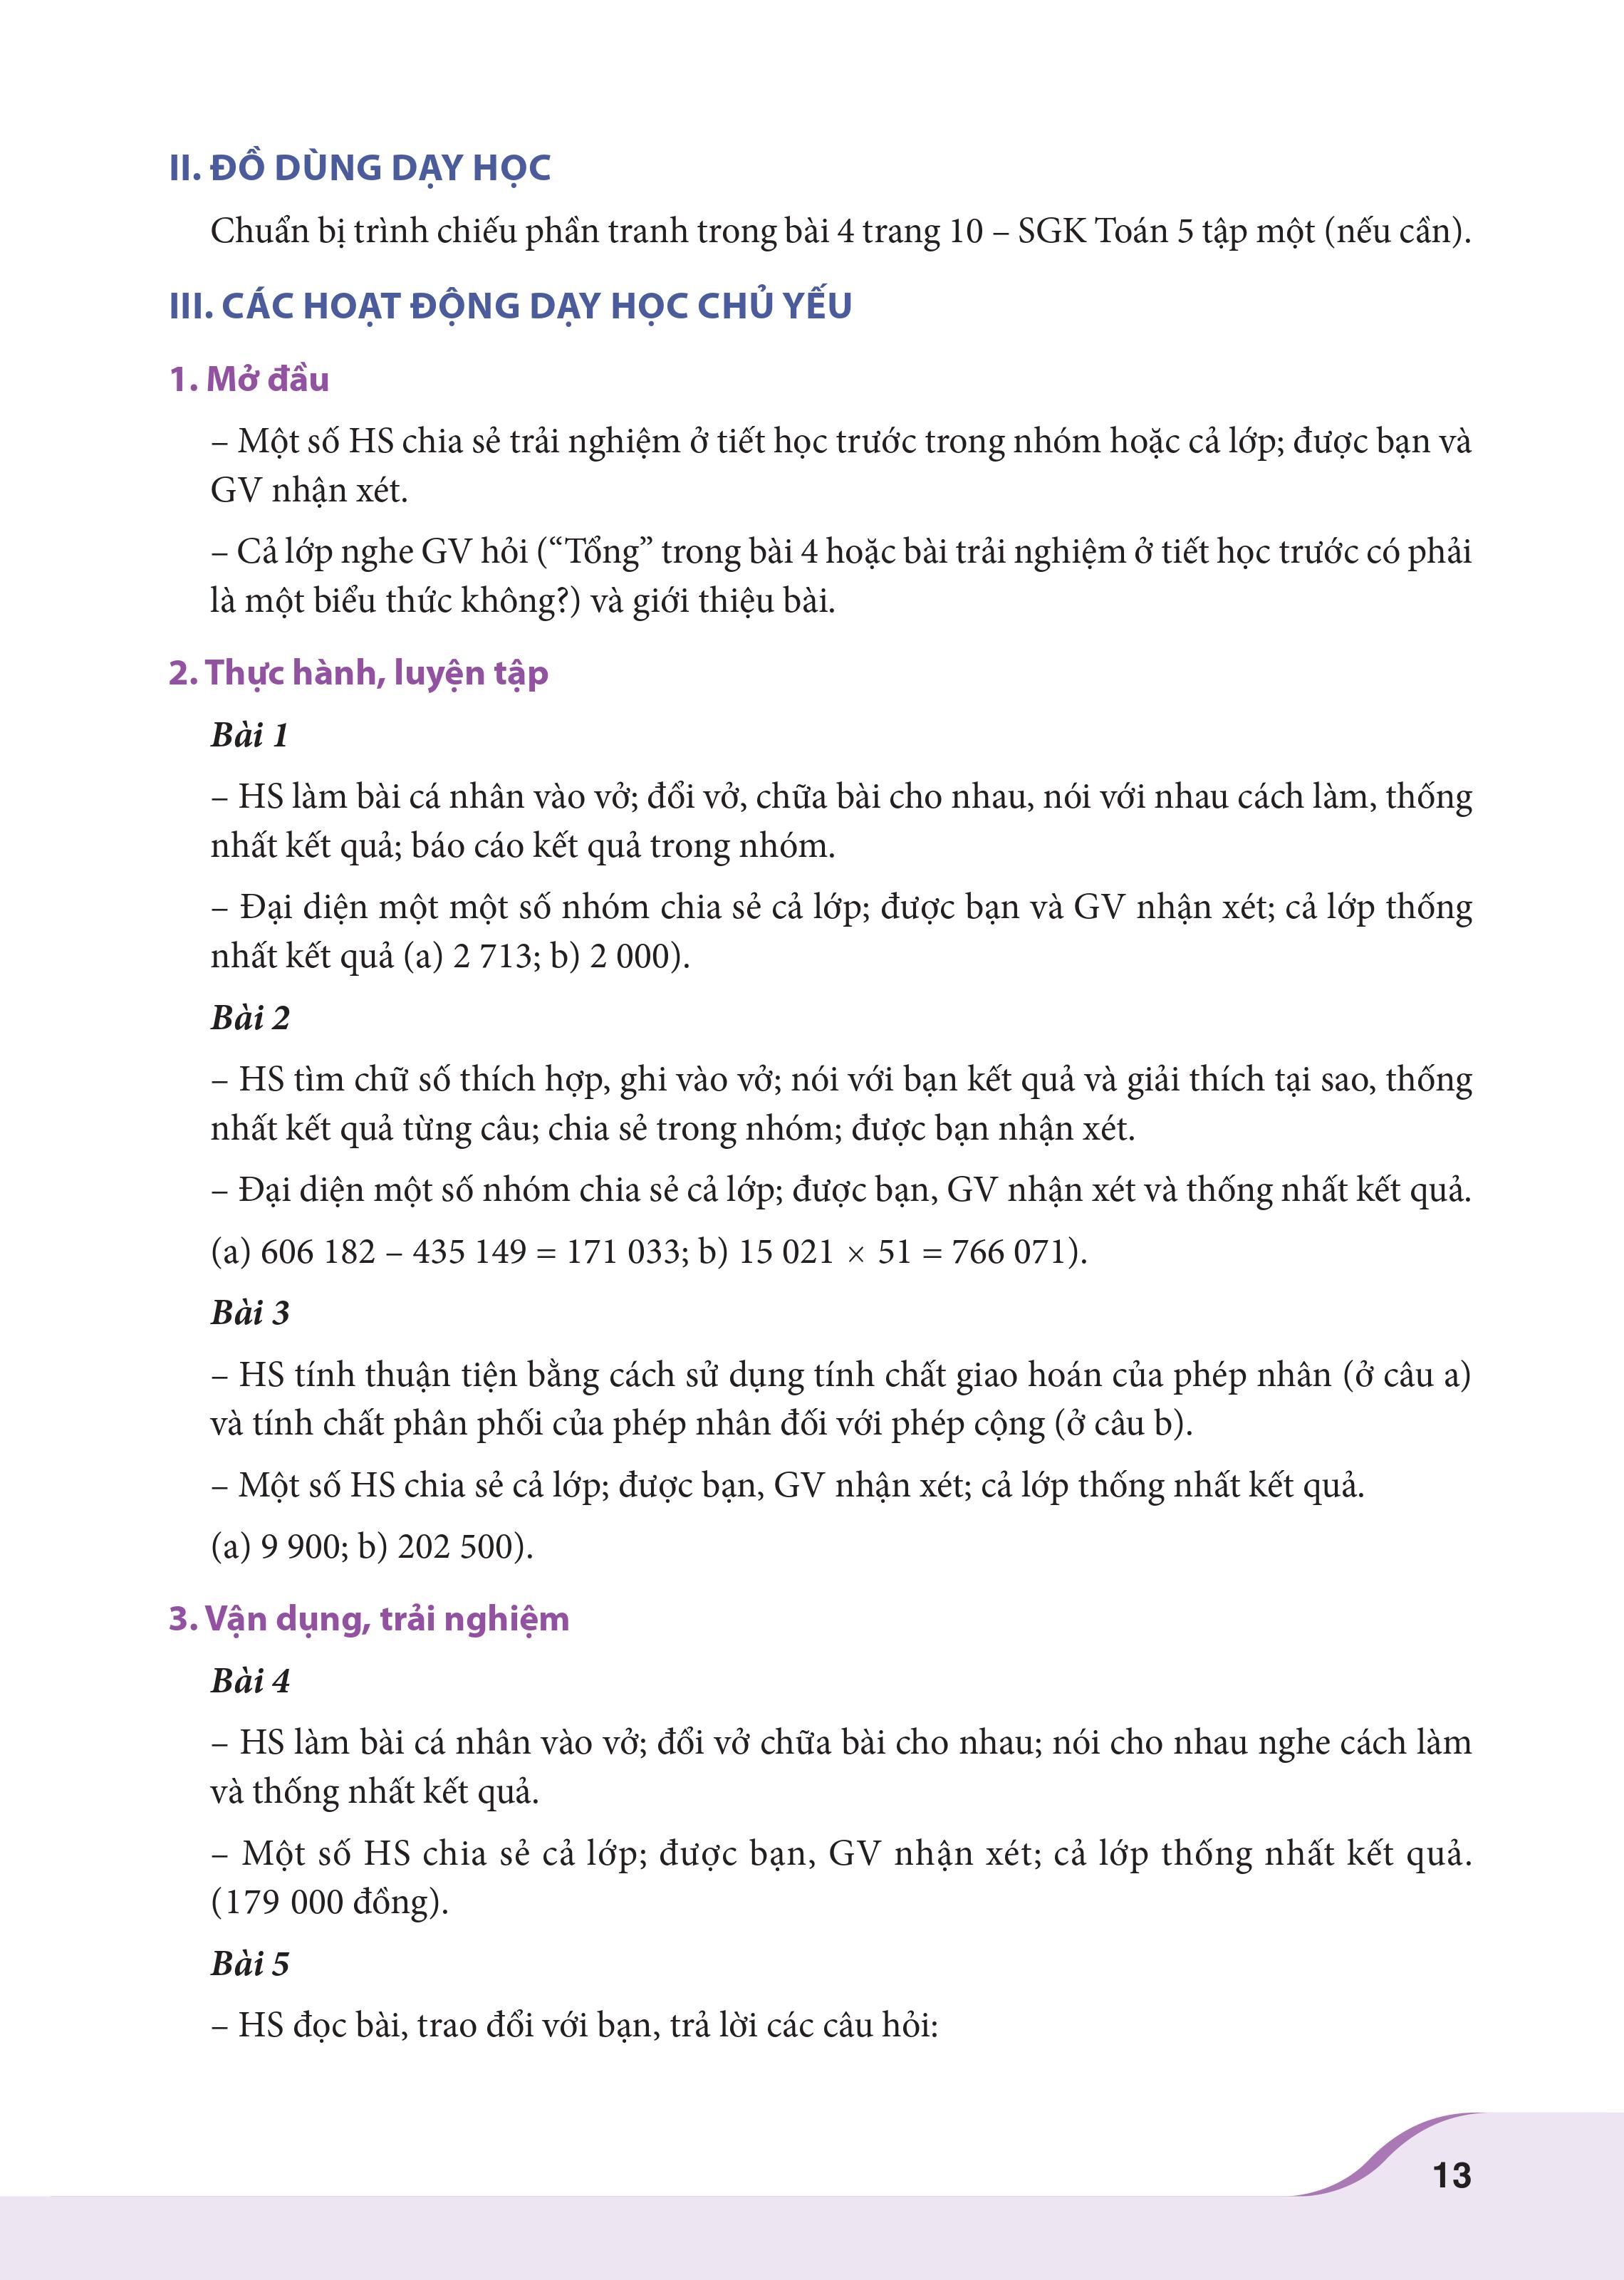 II. ĐỒ DÙNG DẠY HỌC
Chuẩn bị trình chiếu phần tranh trong bài 4 trang 10 – SGK Toán 5 tập một (nếu cần).
III. CÁC HOẠT ĐỘNG DẠY HỌC CHỦ YẾU
1. Mở đầu
– Một số HS chia sẻ trải nghiệm ở tiết học trước trong nhóm hoặc cả lớp; được bạn và
GV nhận xét.
– Cả lớp nghe GV hỏi (“Tổng” trong bài 4 hoặc bài trải nghiệm ở tiết học trước có phải
là một biểu thức không?) và giới thiệu bài.
2. Thực hành, luyện tập
Bài 1
– HS làm bài cá nhân vào vở; đổi vở, chữa bài cho nhau, nói với nhau cách làm, thống
nhất kết quả; báo cáo kết quả trong nhóm.
– Đại diện một một số nhóm chia sẻ cả lớp; được bạn và GV nhận xét; cả lớp thống
nhất kết quả (a) 2 713; b) 2 000).
Bài 2
– HS tìm chữ số thích hợp, ghi vào vở; nói với bạn kết quả và giải thích tại sao, thống
nhất kết quả từng câu; chia sẻ trong nhóm; được bạn nhận xét.
– Đại diện một số nhóm chia sẻ cả lớp; được bạn, GV nhận xét và thống nhất kết quả.
(a) 606 182 – 435 149 = 171 033; b) 15 021 × 51 = 766 071).
Bài 3
– HS tính thuận tiện bằng cách sử dụng tính chất giao hoán của phép nhân (ở câu a)
và tính chất phân phối của phép nhân đối với phép cộng (ở câu b).
– Một số HS chia sẻ cả lớp; được bạn, GV nhận xét; cả lớp thống nhất kết quả.
(a) 9 900; b) 202 500).
3. Vận dụng, trải nghiệm
Bài 4
– HS làm bài cá nhân vào vở; đổi vở chữa bài cho nhau; nói cho nhau nghe cách làm
và thống nhất kết quả.
– Một số HS chia sẻ cả lớp; được bạn, GV nhận xét; cả lớp thống nhất kết quả.
(179 000 đồng).
Bài 5
– HS đọc bài, trao đổi với bạn, trả lời các câu hỏi:
13